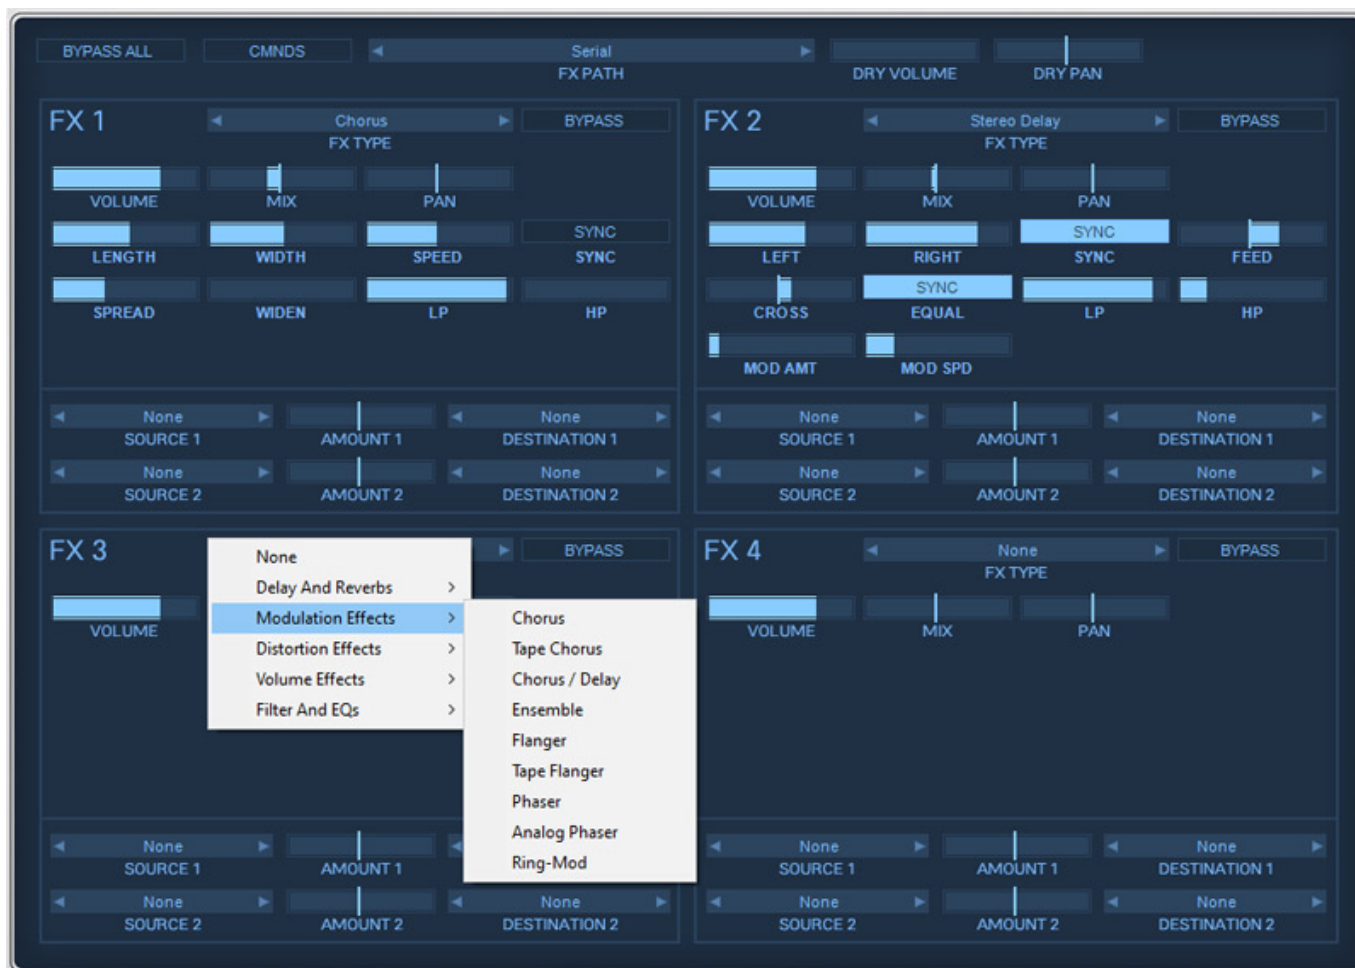 BYPASS ALL CMNDS Serial
FX PATH DRY VOLUME DRY PAN
FX 1 Chorus BYPASS
FX TYPE
VOLUME MIX PAN
SYNC
LENGTH WIDTH SPEED SYNC
SPREAD WIDEN LP HP
None None
SOURCE 1 AMOUNT 1 DESTINATION 1
None None
SOURCE 2 AMOUNT 2 DESTINATION 2
FX 2 Stereo Delay BYPASS
FX TYPE
VOLUME MIX PAN
SYNC
LEFT RIGHT SYNC FEED
SYNC
CROSS EQUAL LP HP
MOD AMT MOD SPD
None None
SOURCE 1 AMOUNT 1 DESTINATION 1
None None
SOURCE 2 AMOUNT 2 DESTINATION 2
FX 3 BYPASS
VOLUME
None
Delay And Reverbs
Modulation Effects
Distortion Effects
Volume Effects
Filter And EQs
Chorus
Tape Chorus
Chorus / Delay
Ensemble
Flanger
Tape Flanger
Phaser
Analog Phaser
Ring-Mod
None
SOURCE 1 AMOUNT 1
None None
SOURCE 2 AMOUNT 2 DESTINATION 2
FX 4 None BYPASS
FX TYPE
VOLUME MIX PAN
None None
SOURCE 1 AMOUNT 1 DESTINATION 1
None None
SOURCE 2 AMOUNT 2 DESTINATION 2